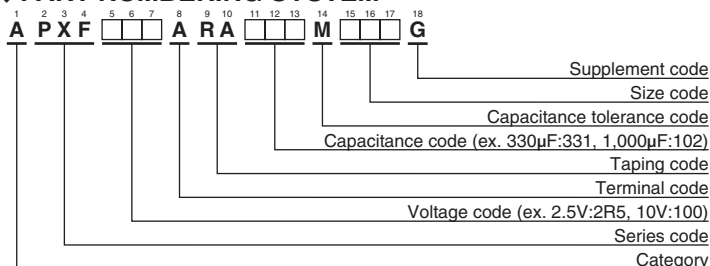 1 2 3 4 5 6 7 8 9 10 11 12 13 14 15 16 17 18
A P X F □□□ A R A □□□ M □□□ G
Supplement code
Size code
Capacitance tolerance code
Capacitance code (ex. 330µF:331, 1,000µF:102)
Taping code
Terminal code
Voltage code (ex. 2.5V:2R5, 10V:100)
Series code
Category